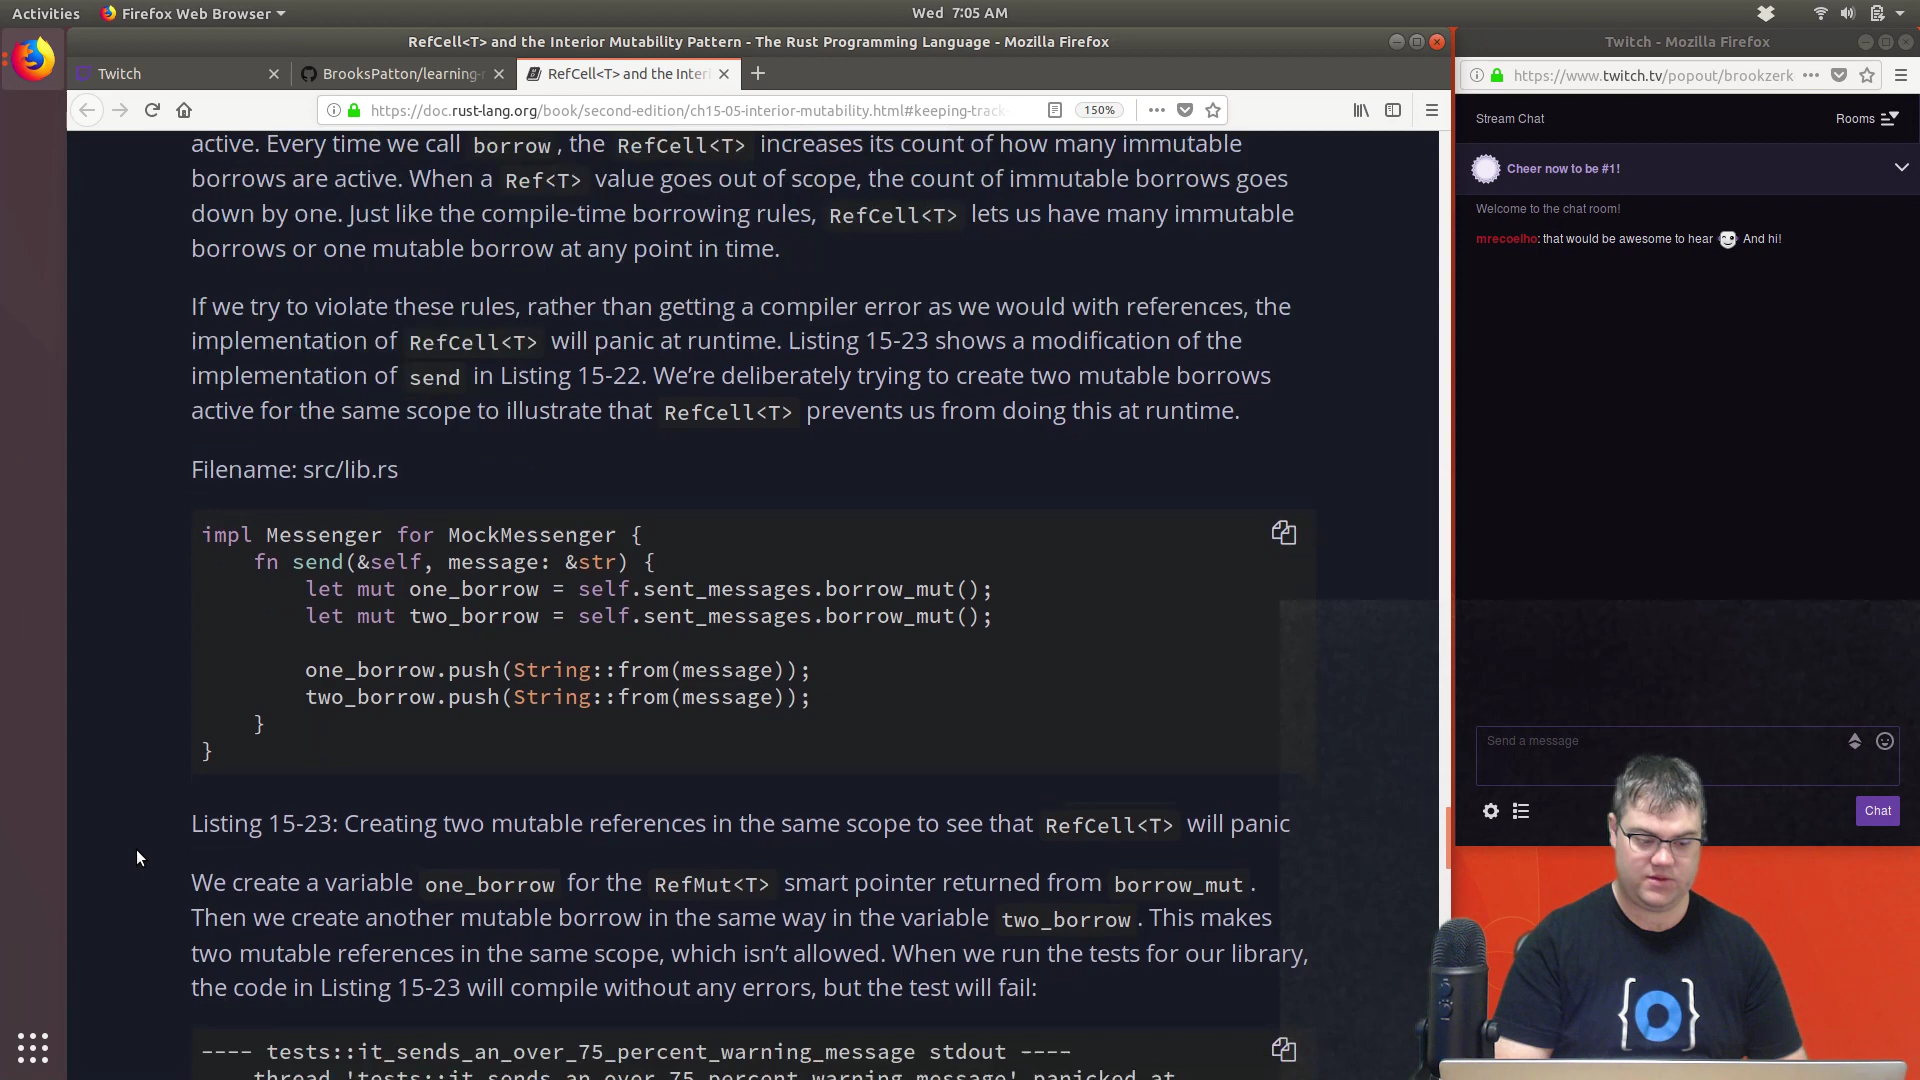 Activities
Firefox Web Browser
Wed 7:05 AM
RefCell<T> and the Interior Mutability Pattern - The Rust Programming Language - Mozilla Firefox
Twitch - Mozilla Firefox
Twitch
BrooksPatton/learning-
RefCell<T> and the Interi
https://doc.rust-lang.org/book/second-edition/ch15-05-interior-mutability.html#keeping-track
150%
https://www.twitch.tv/popout/brookzerk
active. Every time we call borrow, the RefCell<T> increases its count of how many immutable
borrows are active. When a Ref<T> value goes out of scope, the count of immutable borrows goes
down by one. Just like the compile-time borrowing rules, RefCell<T> lets us have many immutable
borrows or one mutable borrow at any point in time.
If we try to violate these rules, rather than getting a compiler error as we would with references, the
implementation of RefCell<T> will panic at runtime. Listing 15-23 shows a modification of the
implementation of send in Listing 15-22. We're deliberately trying to create two mutable borrows
active for the same scope to illustrate that RefCell<T> prevents us from doing this at runtime.
Filename: src/lib.rs
impl Messenger for MockMessenger {
fn send(&self, message: &str) {
let mut one_borrow = self.sent_messages.borrow_mut();
let mut two_borrow = self.sent_messages.borrow_mut();
one_borrow.push(String::from(message));
two_borrow.push(String::from(message));
}
}
Listing 15-23: Creating two mutable references in the same scope to see that RefCell<T> will panic
We create a variable one_borrow for the RefMut<T> smart pointer returned from borrow_mut.
Then we create another mutable borrow in the same way in the variable two_borrow. This makes
two mutable references in the same scope, which isn't allowed. When we run the tests for our library,
the code in Listing 15-23 will compile without any errors, but the test will fail:
---- tests::it_sends_an_over_75_percent_warning_message stdout ----
thread 'tests::it_sends_an_over_75_percent_warning_message' panicked at
Stream Chat
Rooms
Cheer now to be #1!
Welcome to the chat room!
mrecoelho: that would be awesome to hear And hi!
Send a message
Chat